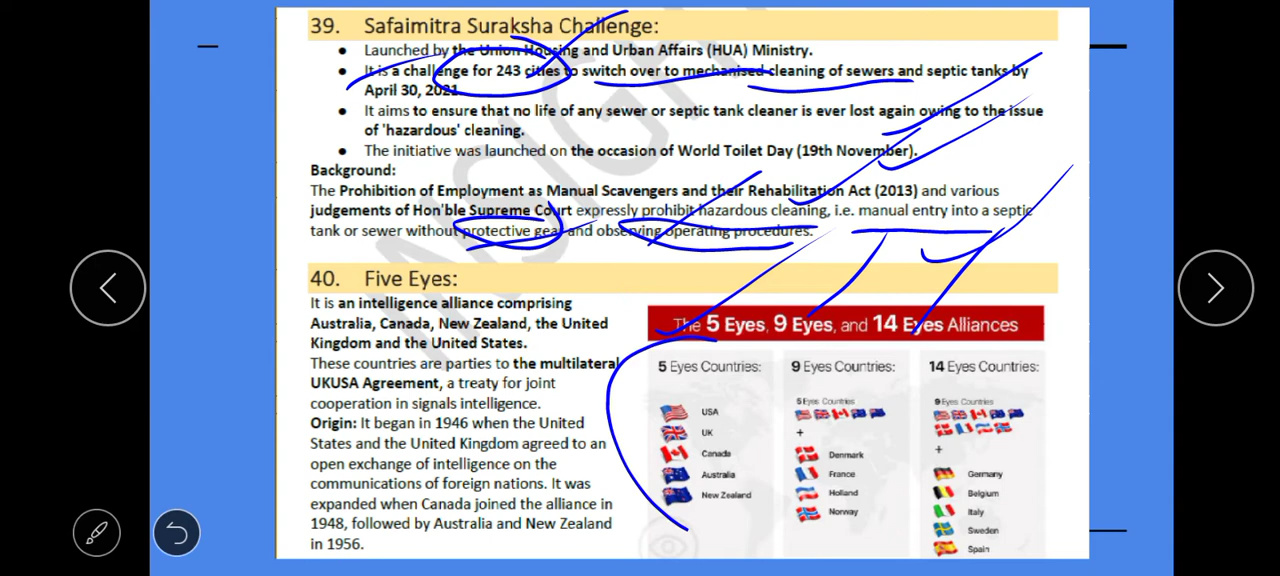 39. Safaimitra Suraksha Challenge:
● Launched by the Union Housing and Urban Affairs (HUA) Ministry.
● It is a challenge for 243 cities to switch over to mechanised cleaning of sewers and septic tanks by
April 30, 2021.
● It aims to ensure that no life of any sewer or septic tank cleaner is ever lost again owing to the issue
of 'hazardous' cleaning.
● The initiative was launched on the occasion of World Toilet Day (19th November).
Background:
The Prohibition of Employment as Manual Scavengers and their Rehabilitation Act (2013) and various
judgements of Hon'ble Supreme Court expressly prohibit hazardous cleaning, i.e. manual entry into a septic
tank or sewer without protective gear and observing operating procedures.
40. Five Eyes:
It is an intelligence alliance comprising
Australia, Canada, New Zealand, the United
Kingdom and the United States.
These countries are parties to the multilateral
UKUSA Agreement, a treaty for joint
cooperation in signals intelligence.
Origin: It began in 1946 when the United
States and the United Kingdom agreed to an
open exchange of intelligence on the
communications of foreign nations. It was
expanded when Canada joined the alliance in
1948, followed by Australia and New Zealand
in 1956.
The 5 Eyes, 9 Eyes, and 14 Eyes Alliances
5 Eyes Countries:
USA
UK
Canada
Australia
New Zealand
9 Eyes Countries:
5 Eyes Countries
+
Denmark
France
Holland
Norway
14 Eyes Countries:
9 Eyes Countries
+
Germany
Belgium
Italy
Sweden
Spain